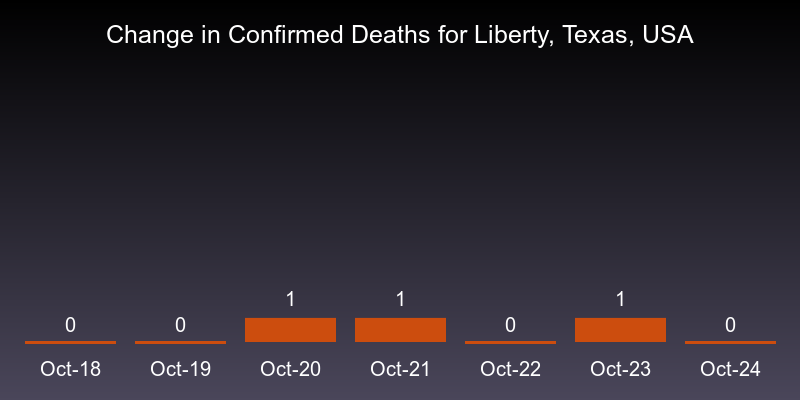 Change in Confirmed Deaths for Liberty, Texas, USA
1 1 1
0 0 0 0
Oct-18 Oct-19 Oct-20 Oct-21 Oct-22 Oct-23 Oct-24